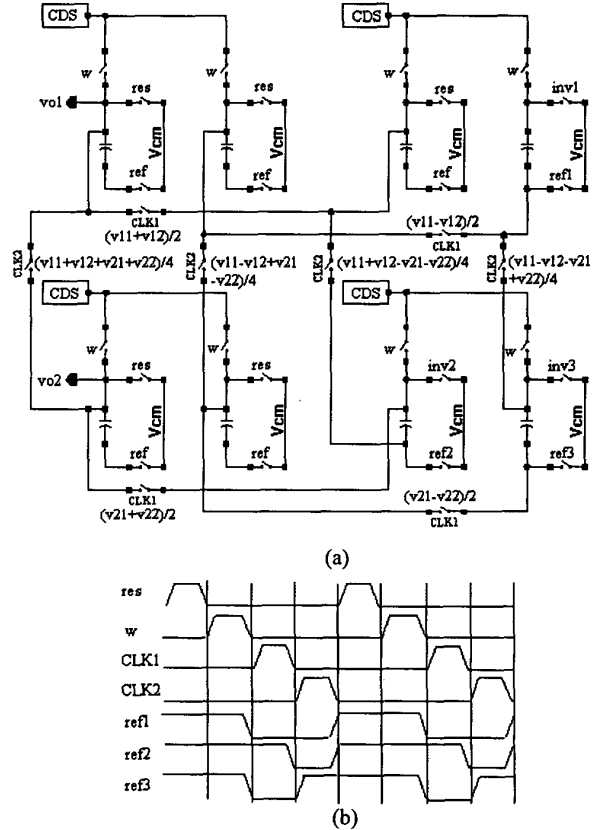 CDS
CDS
w
w
w
w
vo1
res
res
res
inv1
Vcm
Vcm
Vcm
Vcm
ref
ref
ref
ref1
CLK1
(v11+v12)/2
(v11-v12)/2
CLK1
CLK2
(v11+v12+v21+v22)/4
CLK2
(v11-v12+v21
-v22)/4
CLK2
(v11+v12-v21-v22)/4
CLK2
(v11-v12-v21
+v22)/4
CDS
CDS
w
w
w
w
vo2
res
res
inv2
inv3
Vcm
Vcm
Vcm
Vcm
ref
ref
ref2
ref3
CLK1
(v21+v22)/2
(v21-v22)/2
CLK1
(a)
res
w
CLK1
CLK2
ref1
ref2
ref3
(b)